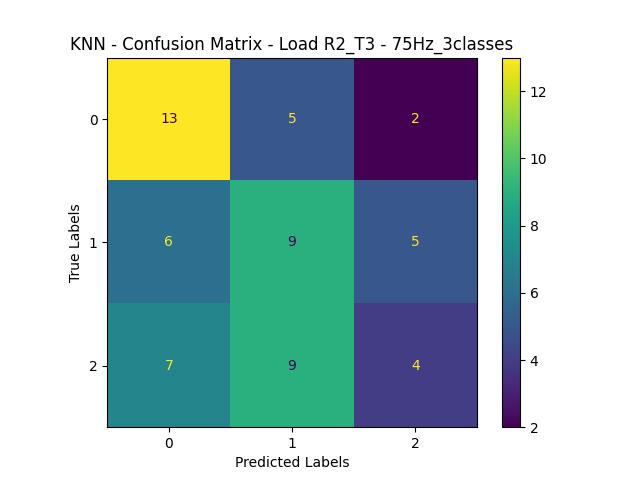 KNN - Confusion Matrix - Load R2_T3 - 75Hz_3classes
0 13 5 2
1 6 9 5
2 7 9 4
0 1 2
Predicted Labels
True Labels
12
10
8
6
4
2